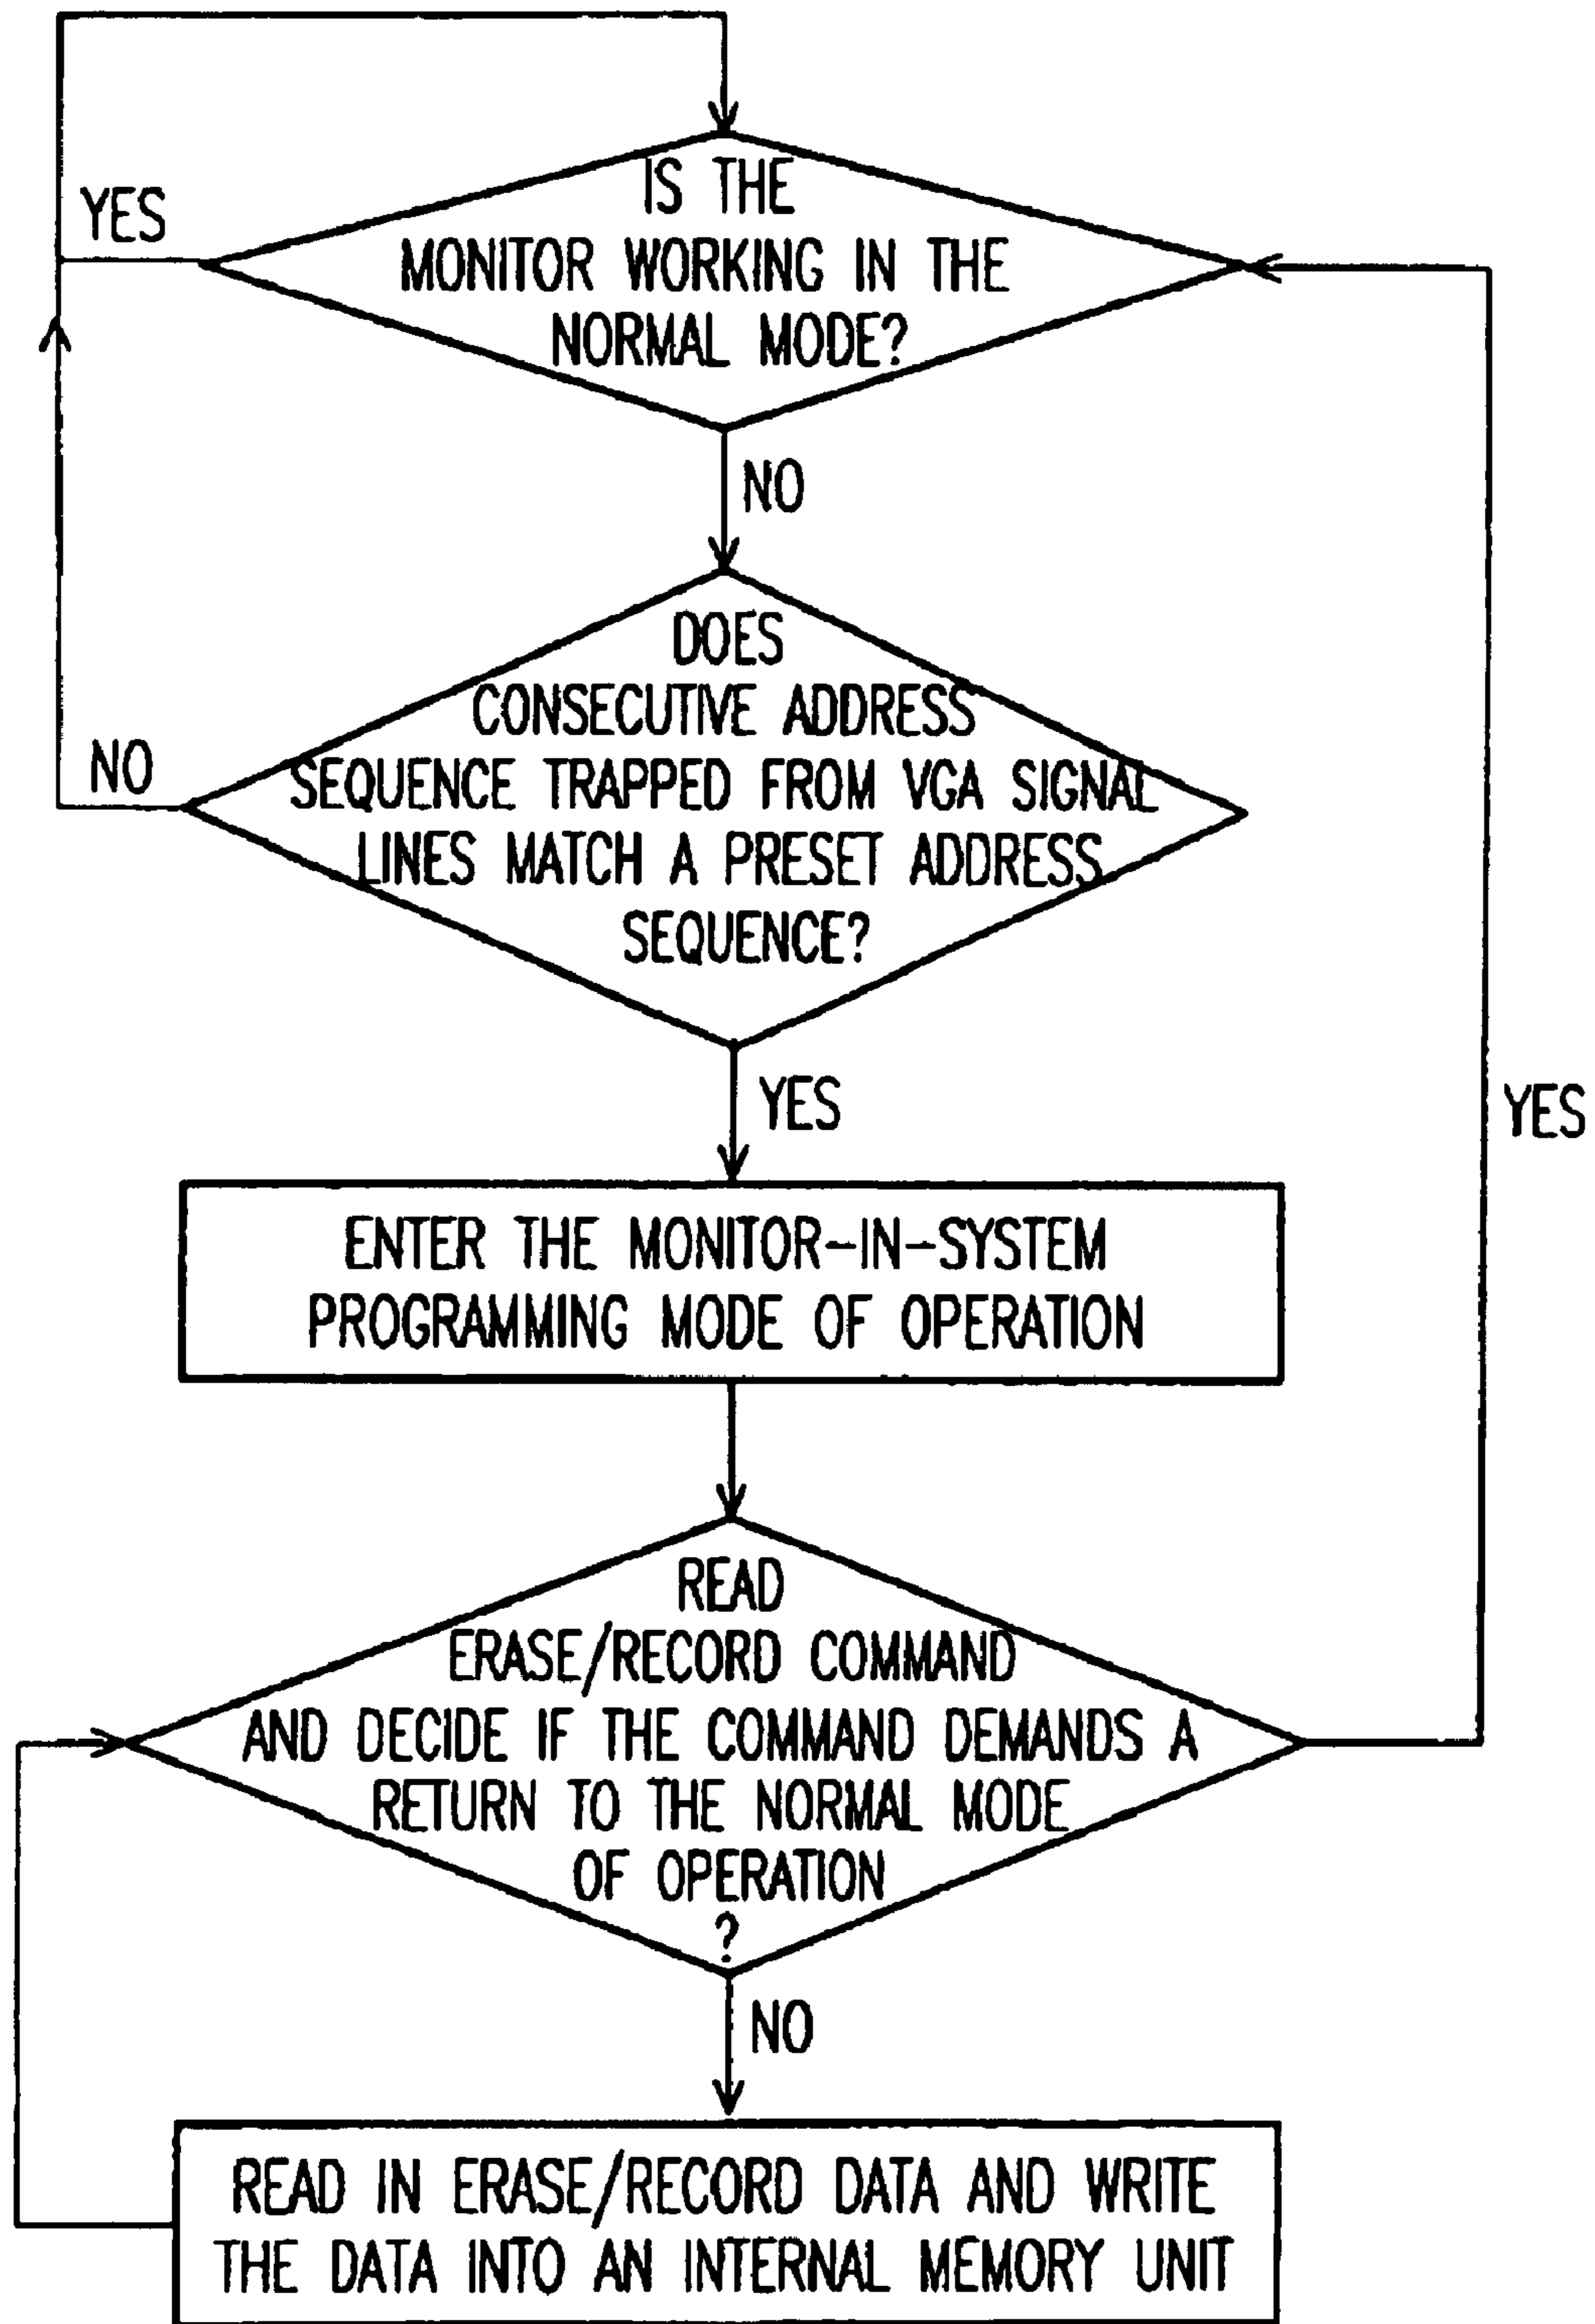 IS THE
MONITOR WORKING IN THE
NORMAL MODE?
YES
NO
DOES
CONSECUTIVE ADDRESS
SEQUENCE TRAPPED FROM VGA SIGNAL
LINES MATCH A PRESET ADDRESS
SEQUENCE?
NO
YES
ENTER THE MONITOR-IN-SYSTEM
PROGRAMMING MODE OF OPERATION
READ
ERASE/RECORD COMMAND
AND DECIDE IF THE COMMAND DEMANDS A
RETURN TO THE NORMAL MODE
OF OPERATION
?
YES
NO
READ IN ERASE/RECORD DATA AND WRITE
THE DATA INTO AN INTERNAL MEMORY UNIT